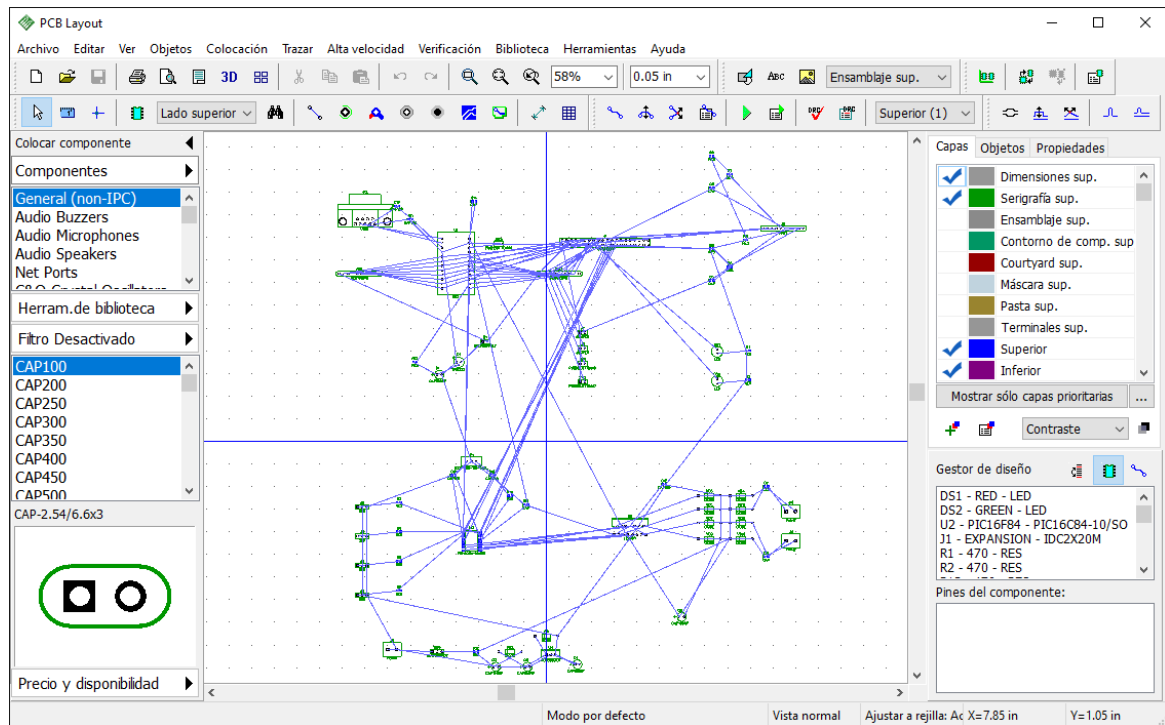 PCB Layout
Archivo Editar Ver Objetos Colocación Trazar Alta velocidad Verificación Biblioteca Herramientas Ayuda
3D 58% 0.05 in ABC Ensamblaje sup.
Lado superior DRC DRC Superior (1)
Colocar componente
Componentes
General (non-IPC)
Audio Buzzers
Audio Microphones
Audio Speakers
Net Ports
C&O Crystal Oscillators
Herram.de biblioteca
Filtro Desactivado
CAP100
CAP200
CAP250
CAP300
CAP350
CAP400
CAP450
CAP500
CAP-2.54/6.6x3
Precio y disponibilidad
Capas Objetos Propiedades
Dimensiones sup.
Serigrafía sup.
Ensamblaje sup.
Contorno de comp. sup
Courtyard sup.
Máscara sup.
Pasta sup.
Terminales sup.
Superior
Inferior
Mostrar sólo capas prioritarias ...
Contraste
Gestor de diseño
DS1 - RED - LED
DS2 - GREEN - LED
U2 - PIC16F84 - PIC16C84-10/SO
J1 - EXPANSION - IDC2X20M
R1 - 470 - RES
R2 - 470 - RES
Pines del componente:
Modo por defecto Vista normal Ajustar a rejilla: Ac X=7.85 in Y=1.05 in